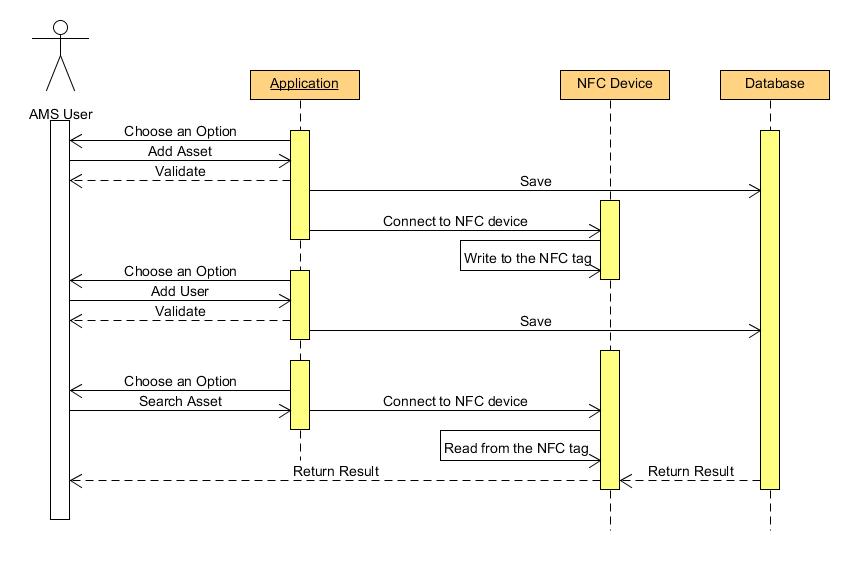 Application
NFC Device
Database
AMS User
Choose an Option
Add Asset
Validate
Save
Connect to NFC device
Write to the NFC tag
Choose an Option
Add User
Validate
Save
Choose an Option
Search Asset
Connect to NFC device
Read from the NFC tag
Return Result
Return Result